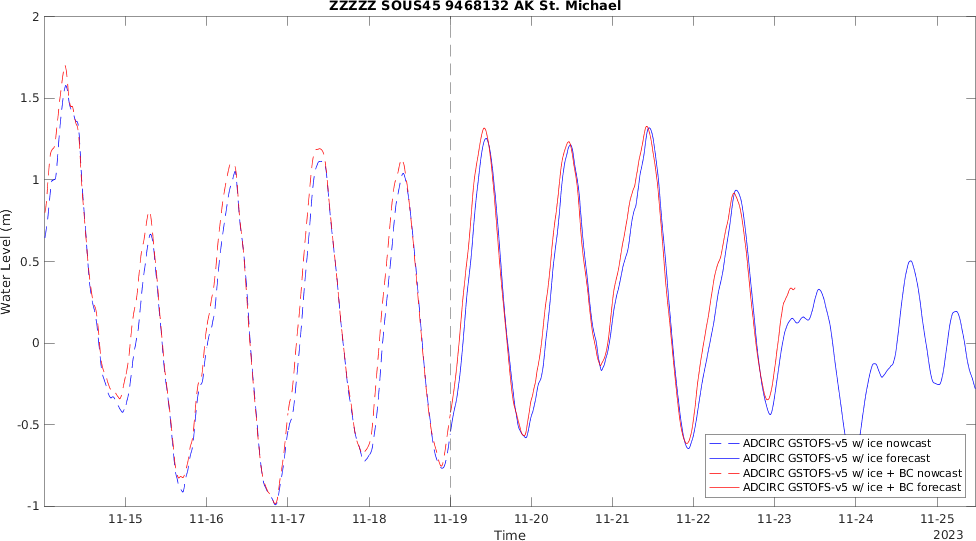 ZZZZZ SOUS45 9468132 AK St. Michael
2
1.5
1
0.5
0
-0.5
-1
Water Level (m)
11-15
11-16
11-17
11-18
11-19
11-20
11-21
11-22
11-23
11-24
11-25
2023
Time
ADCIRC GSTOFS-v5 w/ ice nowcast
ADCIRC GSTOFS-v5 w/ ice forecast
ADCIRC GSTOFS-v5 w/ ice + BC nowcast
ADCIRC GSTOFS-v5 w/ ice + BC forecast